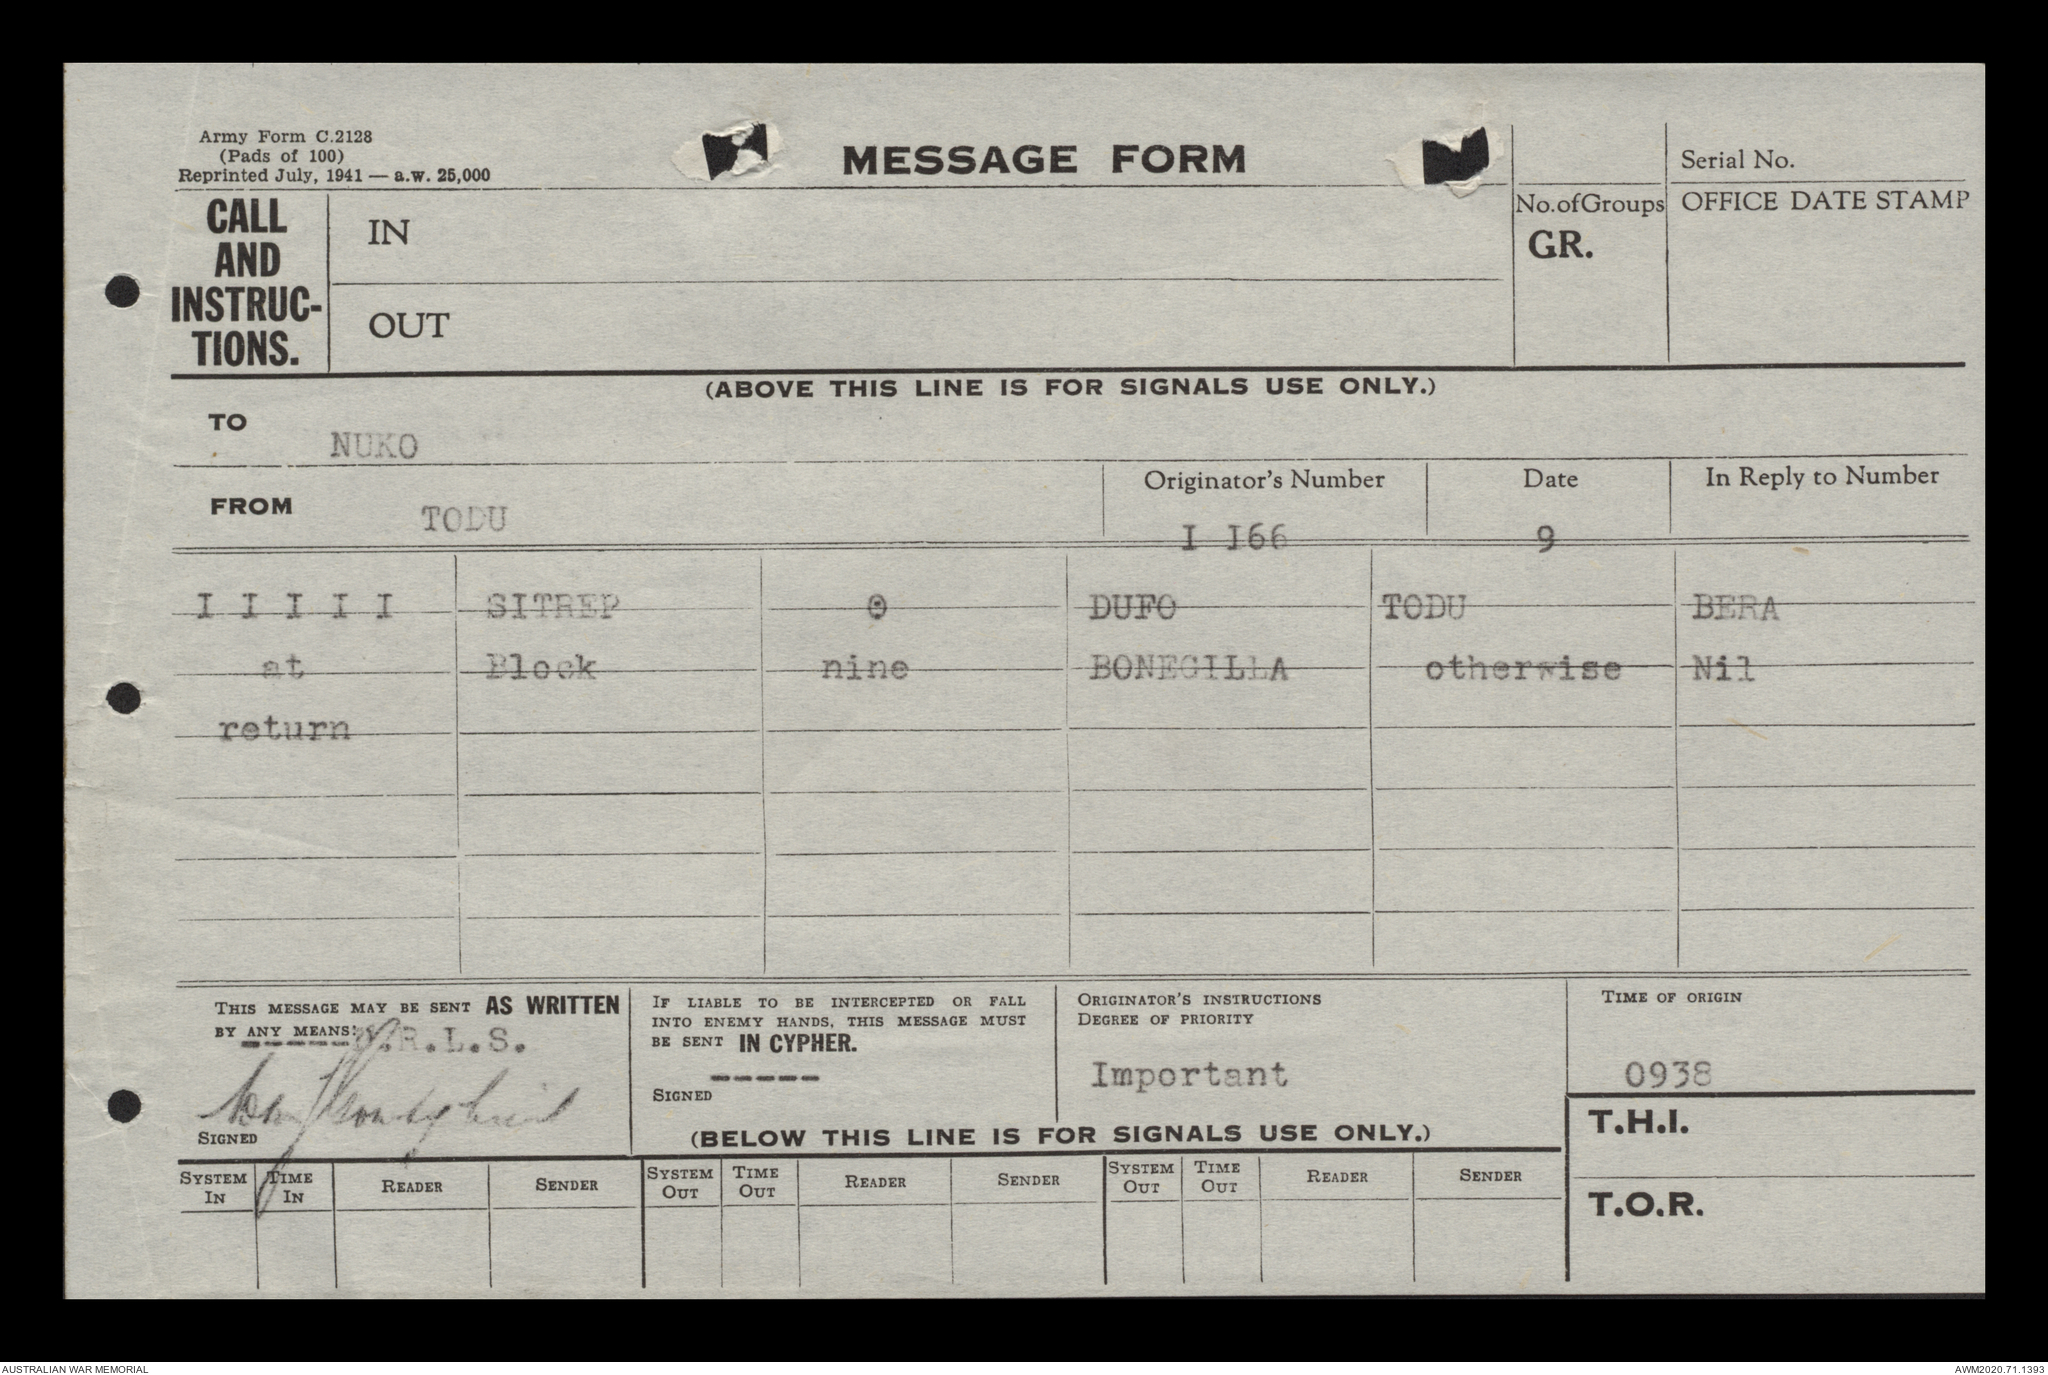 Army Form C.2128
(Pads of 100)
Reprinted July, 1941 — a.w. 25,000
MESSAGE FORM
Serial No.
CALL
AND
INSTRUC-
TIONS.
IN
OUT
No.ofGroups
GR.
OFFICE DATE STAMP
(ABOVE THIS LINE IS FOR SIGNALS USE ONLY.)
TO NUKO
FROM TODU
Originator's Number I I66
Date 9
In Reply to Number
I I I I I SITREP 0 DUFO TODU BERA
at Block nine BONEGILLA otherwise Nil
return
THIS MESSAGE MAY BE SENT AS WRITTEN
BY ANY MEANS: .R.L.S.
SIGNED
IF LIABLE TO BE INTERCEPTED OR FALL
INTO ENEMY HANDS, THIS MESSAGE MUST
BE SENT IN CYPHER.
SIGNED
ORIGINATOR'S INSTRUCTIONS
DEGREE OF PRIORITY
Important
TIME OF ORIGIN
0938
T.H.I.
T.O.R.
(BELOW THIS LINE IS FOR SIGNALS USE ONLY.)
SYSTEM IN TIME IN READER SENDER SYSTEM OUT TIME OUT READER SENDER SYSTEM OUT TIME OUT READER SENDER
AUSTRALIAN WAR MEMORIAL
AWM2020.71.1393